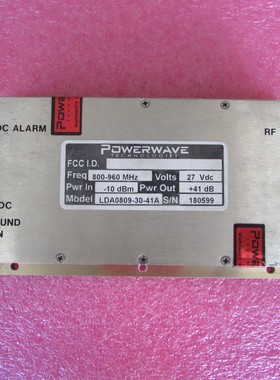 DC ALARM
RF
POWERWAVE
TECHNOLOGIES
FCC I.D.
Freq 800-960 MHz Volts 27 Vdc
Pwr In -10 dBm Pwr Out +41 dB
Model LDA0809-30-41A S/N 180599
DC
OUND
N